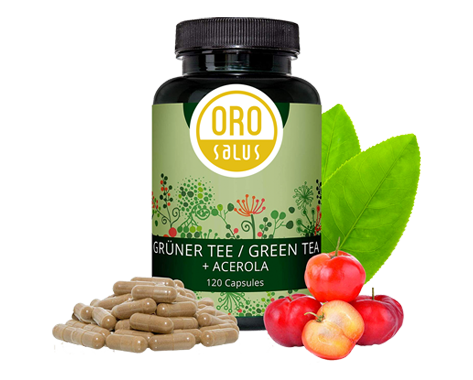 ORO
salus
GRÜNER TEE / GREEN TEA
+ ACEROLA
120 Capsules